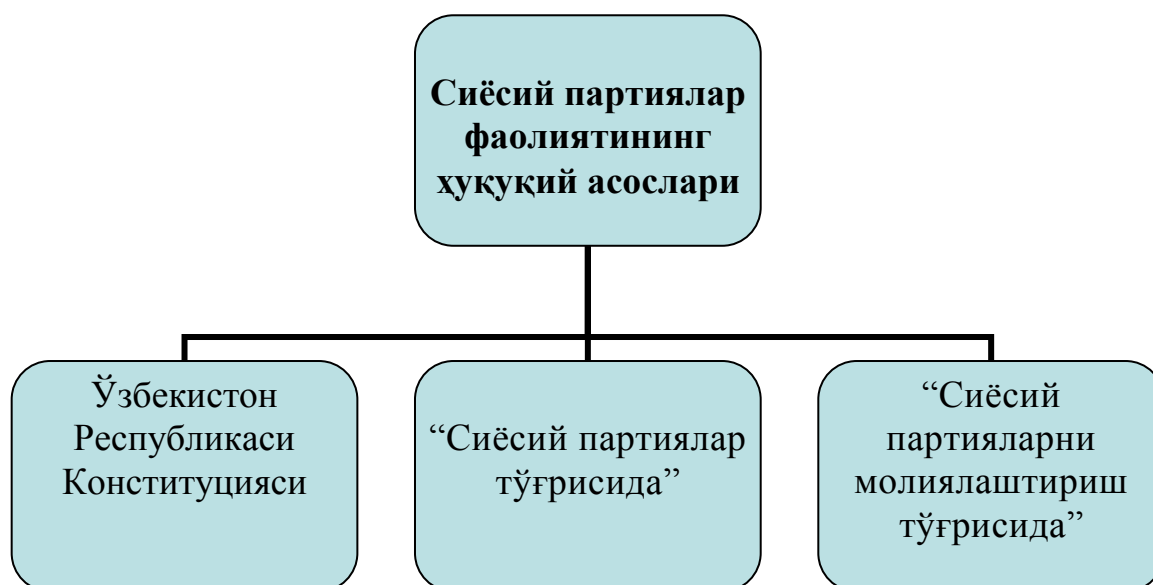 Сиёсий партиялар
фаолиятининг
ҳуқуқий асослари
Ўзбекистон
Республикаси
Конституцияси
“Сиёсий партиялар
тўғрисида”
“Сиёсий
партияларни
молиялаштириш
тўғрисида”